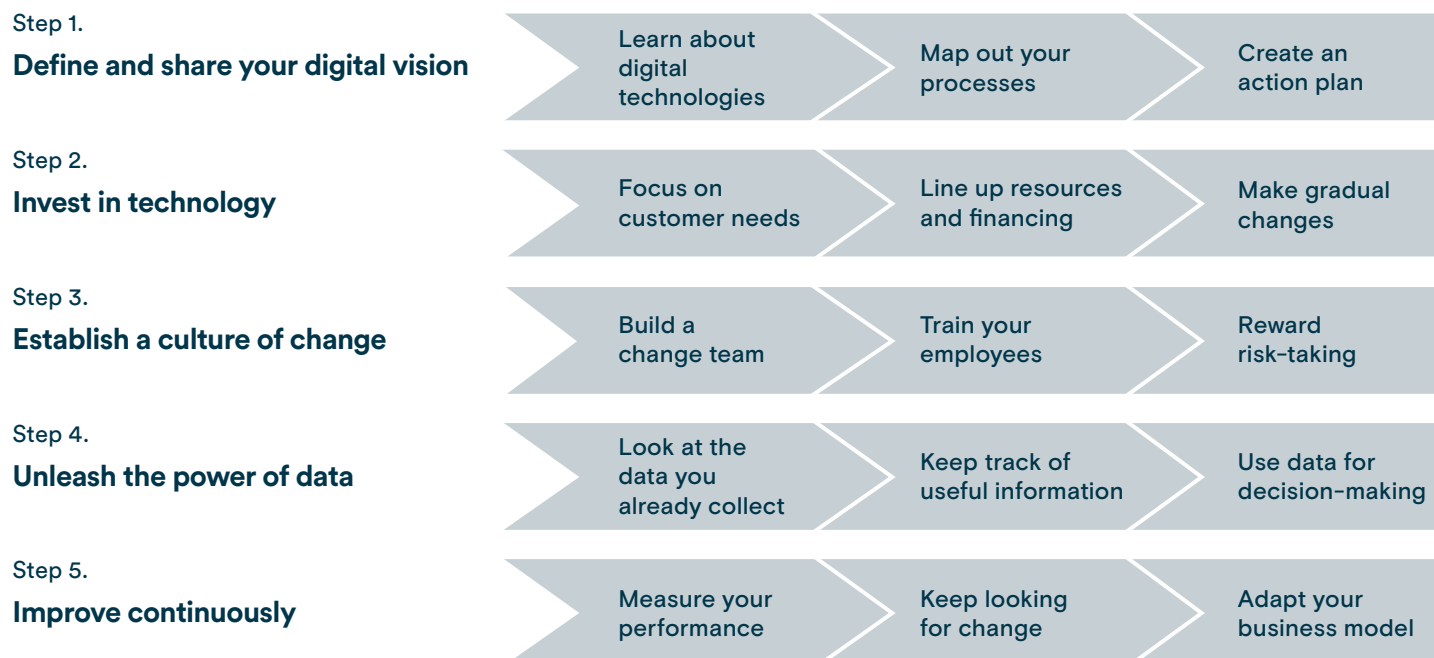 Step 1.
Define and share your digital vision
Learn about
digital
technologies
Map out your
processes
Create an
action plan
Step 2.
Invest in technology
Focus on
customer needs
Line up resources
and financing
Make gradual
changes
Step 3.
Establish a culture of change
Build a
change team
Train your
employees
Reward
risk-taking
Step 4.
Unleash the power of data
Look at the
data you
already collect
Keep track of
useful information
Use data for
decision-making
Step 5.
Improve continuously
Measure your
performance
Keep looking
for change
Adapt your
business model